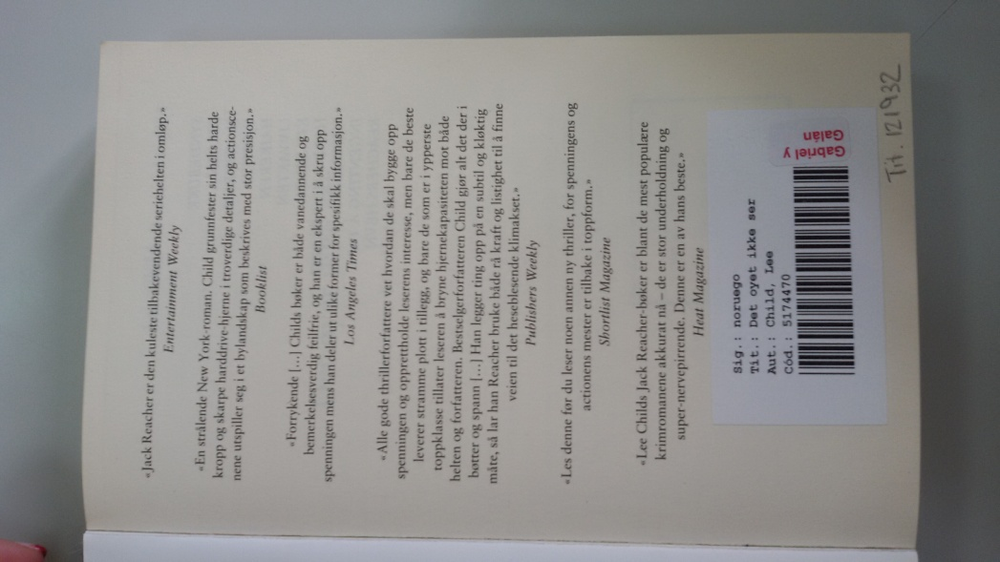 «Jack Reacher er den kuleste tilbakevendende seriehelten i omløp.»
Entertainment Weekly
«En strålende New York-roman. Child grunnfester sin helts harde
kropp og skarpe harddrive-hjerne i troverdige detaljer, og actionsce-
nene utspiller seg i et bylandskap som beskrives med stor presisjon.»
Booklist
«Forrykende [...] Childs bøker er både vanedannende og
bemerkelsesverdig feilfrie, og han er en ekspert i å skru opp
spenningen mens han deler ut ulike former for spesifikk informasjon.»
Los Angeles Times
«Alle gode thrillerforfattere vet hvordan de skal bygge opp
spenningen og opprettholde leserens interesse, men bare de beste
leverer stramme plott i tillegg, og bare de som er i ypperste
toppklasse tillater leseren å bryne hjernekapasiteten mot både
helten og forfatteren. Bestselgerforfatteren Child gjør alt det der i
bøtter og spann [...] Han legger ting opp på en subtil og kløktig
måte, så lar han Reacher bruke både rå kraft og listighet til å finne
veien til det heseblesende klimakset.»
Publishers Weekly
«Les denne før du leser noen annen ny thriller, for spenningens og
actionens mester er tilbake i toppform.»
Shortlist Magazine
«Lee Childs Jack Reacher-bøker er blant de mest populære
krimromanene akkurat nå – de er stor underholdning og
super-nervepirrende. Denne er en av hans beste.»
Heat Magazine
Sig.: noruego
Tit.: Det oyet ikke ser
Aut.: Child, Lee
Cód.: 5174470
Gabriel y
Galán
Tit. 121932